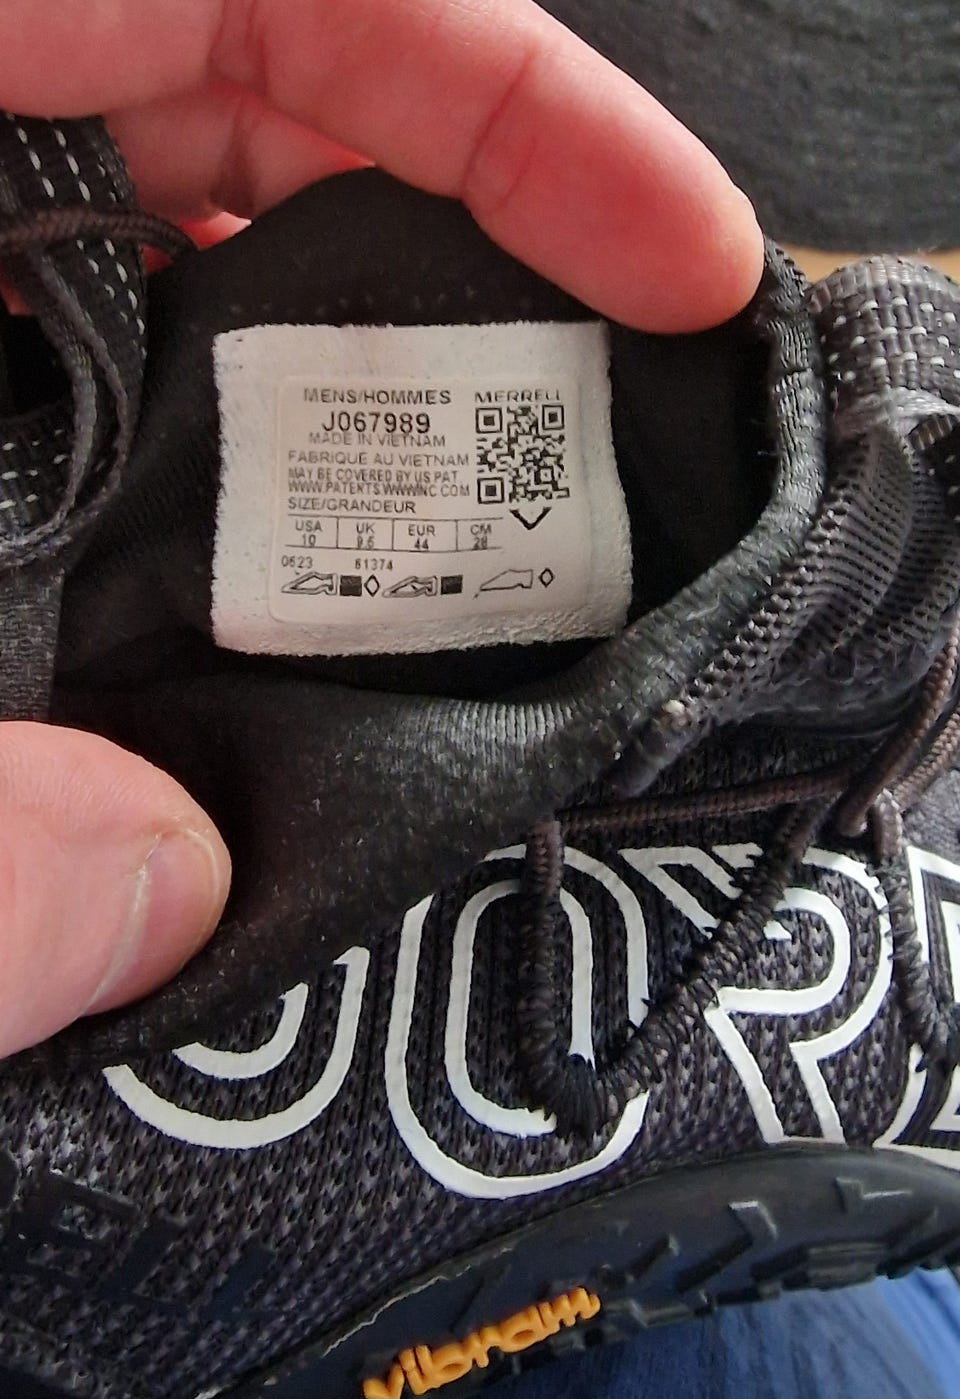 MENS/HOMMES
MERRELL
J067989
MADE IN VIETNAM
FABRIQUE AU VIETNAM
MAY BE COVERED BY US PAT
WWW.PATENTS.WWWINC.COM
SIZE/GRANDEUR
USA UK EUR CM
10 9.5 44 28
0623 61374
vibram